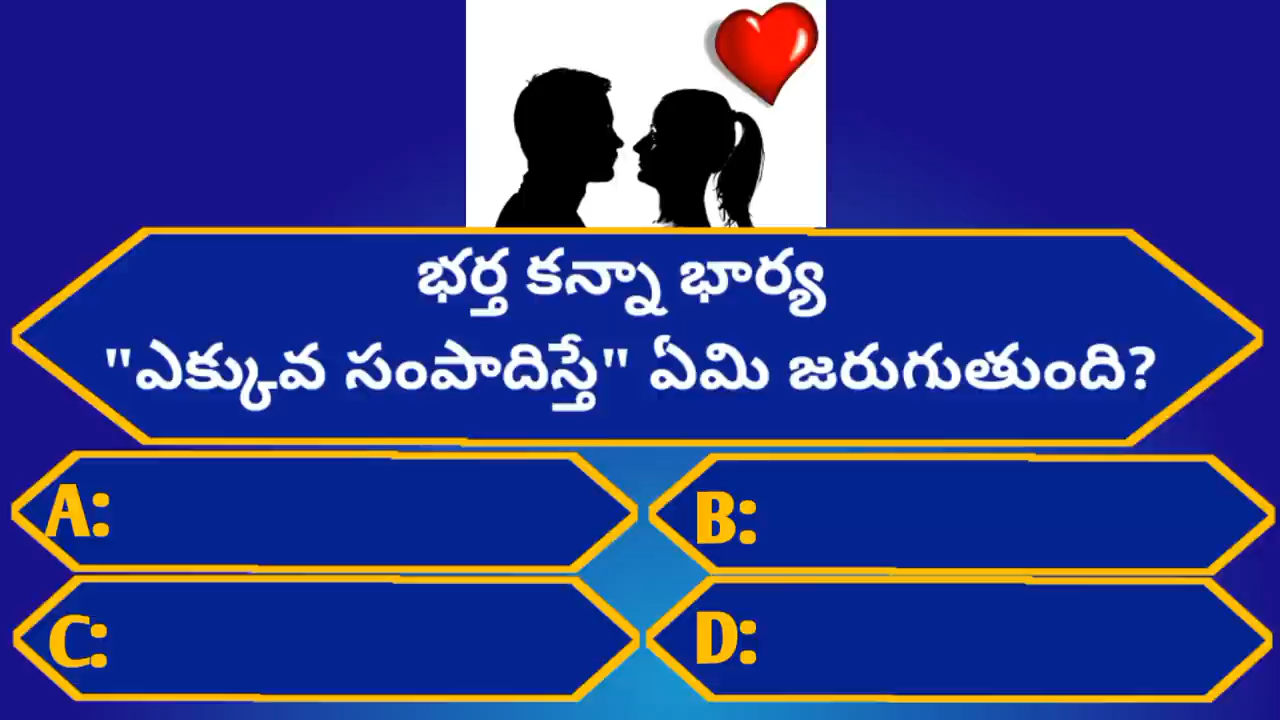 భర్త కన్నా భార్య
"ఎక్కువ సంపాదిస్తే" ఏమి జరుగుతుంది?
A:
B:
C:
D: